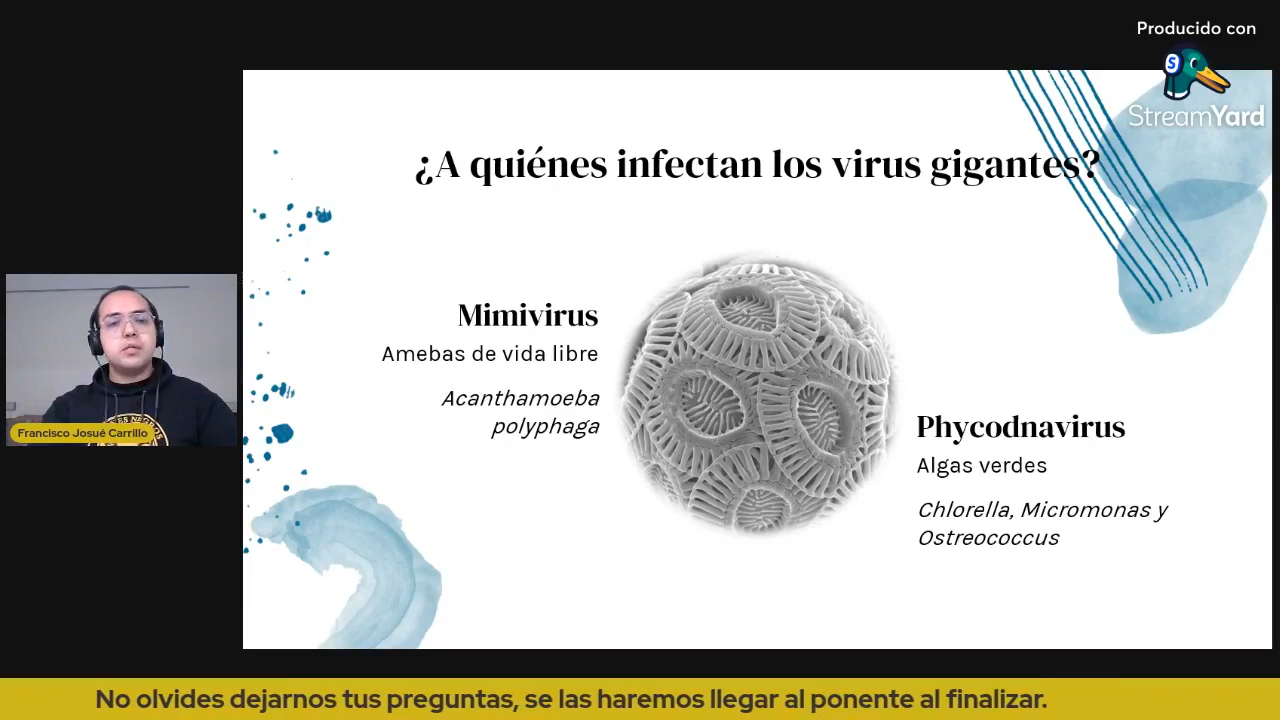 Producido con
StreamYard
¿A quiénes infectan los virus gigantes?
Mimivirus
Amebas de vida libre
Acanthamoeba
polyphaga
Phycodnavirus
Algas verdes
Chlorella, Micromonas y
Ostreococcus
Francisco Josué Carrillo
No olvides dejarnos tus preguntas, se las haremos llegar al ponente al finalizar.